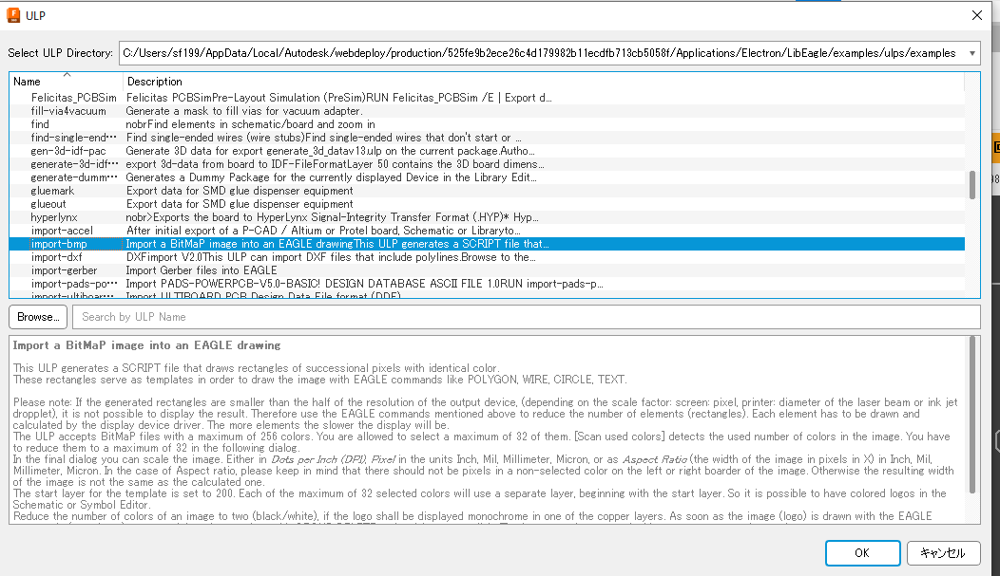 ULP
Select ULP Directory: C:/Users/sf199/AppData/Local/Autodesk/webdeploy/production/525fe9b2ece26c4d179982b11ecdfb713cb5058f/Applications/Electron/LibEagle/examples/ulps/examples
Name Description
Felicitas_PCBSim Felicitas PCBSimPre-Layout Simulation (PreSim)RUN Felicitas_PCBSim /E | Export d...
fill-via4vacuum Generate a mask to fill vias for vacuum adapter.
find nobrFind elements in schematic/board and zoom in
find-single-end… Find single-ended wires (wire stubs)Find single-ended wires that don't start or ...
gen-3d-idf-pac Generate 3D data for export generate_3d_datav13.ulp on the current package.Autho...
generate-3d-idf… export 3d-data from board to IDF-FileFormatLayer 50 contains the 3D board dimens...
generate-dumm… Generates a Dummy Package for the currently displayed Device in the Library Edit...
gluemark Export data for SMD glue dispenser equipment
glueout Export data for SMD glue dispenser equipment
hyperlynx nobr>Exports the board to HyperLynx Signal-Integrity Transfer Format (.HYP)* Hyp...
import-accel After initial export of a P-CAD / Altium or Protel board, Schematic or Libraryto...
import-bmp Import a BitMaP image into an EAGLE drawingThis ULP generates a SCRIPT file that...
import-dxf DXFimport V2.0This ULP can import DXF files that include polylines.Browse to the...
import-gerber Import Gerber files into EAGLE
import-pads-po… Import PADS-POWERPCB-V5.0-BASIC! DESIGN DATABASE ASCII FILE 1.0RUN import-pads-p...
import-ultiboar… Import ULTIBOARD PCB Design Data File format (DDF)
Browse... Search by ULP Name
Import a BitMaP image into an EAGLE drawing
This ULP generates a SCRIPT file that draws rectangles of successional pixels with identical color.
These rectangles serve as templates in order to draw the image with EAGLE commands like POLYGON, WIRE, CIRCLE, TEXT.
Please note: If the generated rectangles are smaller than the half of the resolution of the output device, (depending on the scale factor: screen: pixel, printer: diameter of the laser beam or ink jet
dropplet), it is not possible to display the result. Therefore use the EAGLE commands mentioned above to reduce the number of elements (rectangles). Each element has to be drawn and
calculated by the display device driver. The more elements the slower the display will be.
The ULP accepts BitMaP files with a maximum of 256 colors. You are allowed to select a maximum of 32 of them. [Scan used colors] detects the used number of colors in the image. You have
to reduce them to a maximum of 32 in the following dialog.
In the final dialog you can scale the image. Either in Dots per Inch (DPI), Pixel in the units Inch, Mil, Millimeter, Micron, or as Aspect Ratio (the width of the image in pixels in X) in Inch, Mil,
Millimeter, Micron. In the case of Aspect ratio, please keep in mind that there should not be pixels in a non-selected color on the left or right boarder of the image. Otherwise the resulting width
of the image is not the same as the calculated one.
The start layer for the template is set to 200. Each of the maximum of 32 selected colors will use a separate layer, beginning with the start layer. So it is possible to have colored logos in the
Schematic or Symbol Editor.
Reduce the number of colors of an image to two (black/white), if the logo shall be displayed monochrome in one of the copper layers. As soon as the image (logo) is drawn with the EAGLE
OK キャンセル